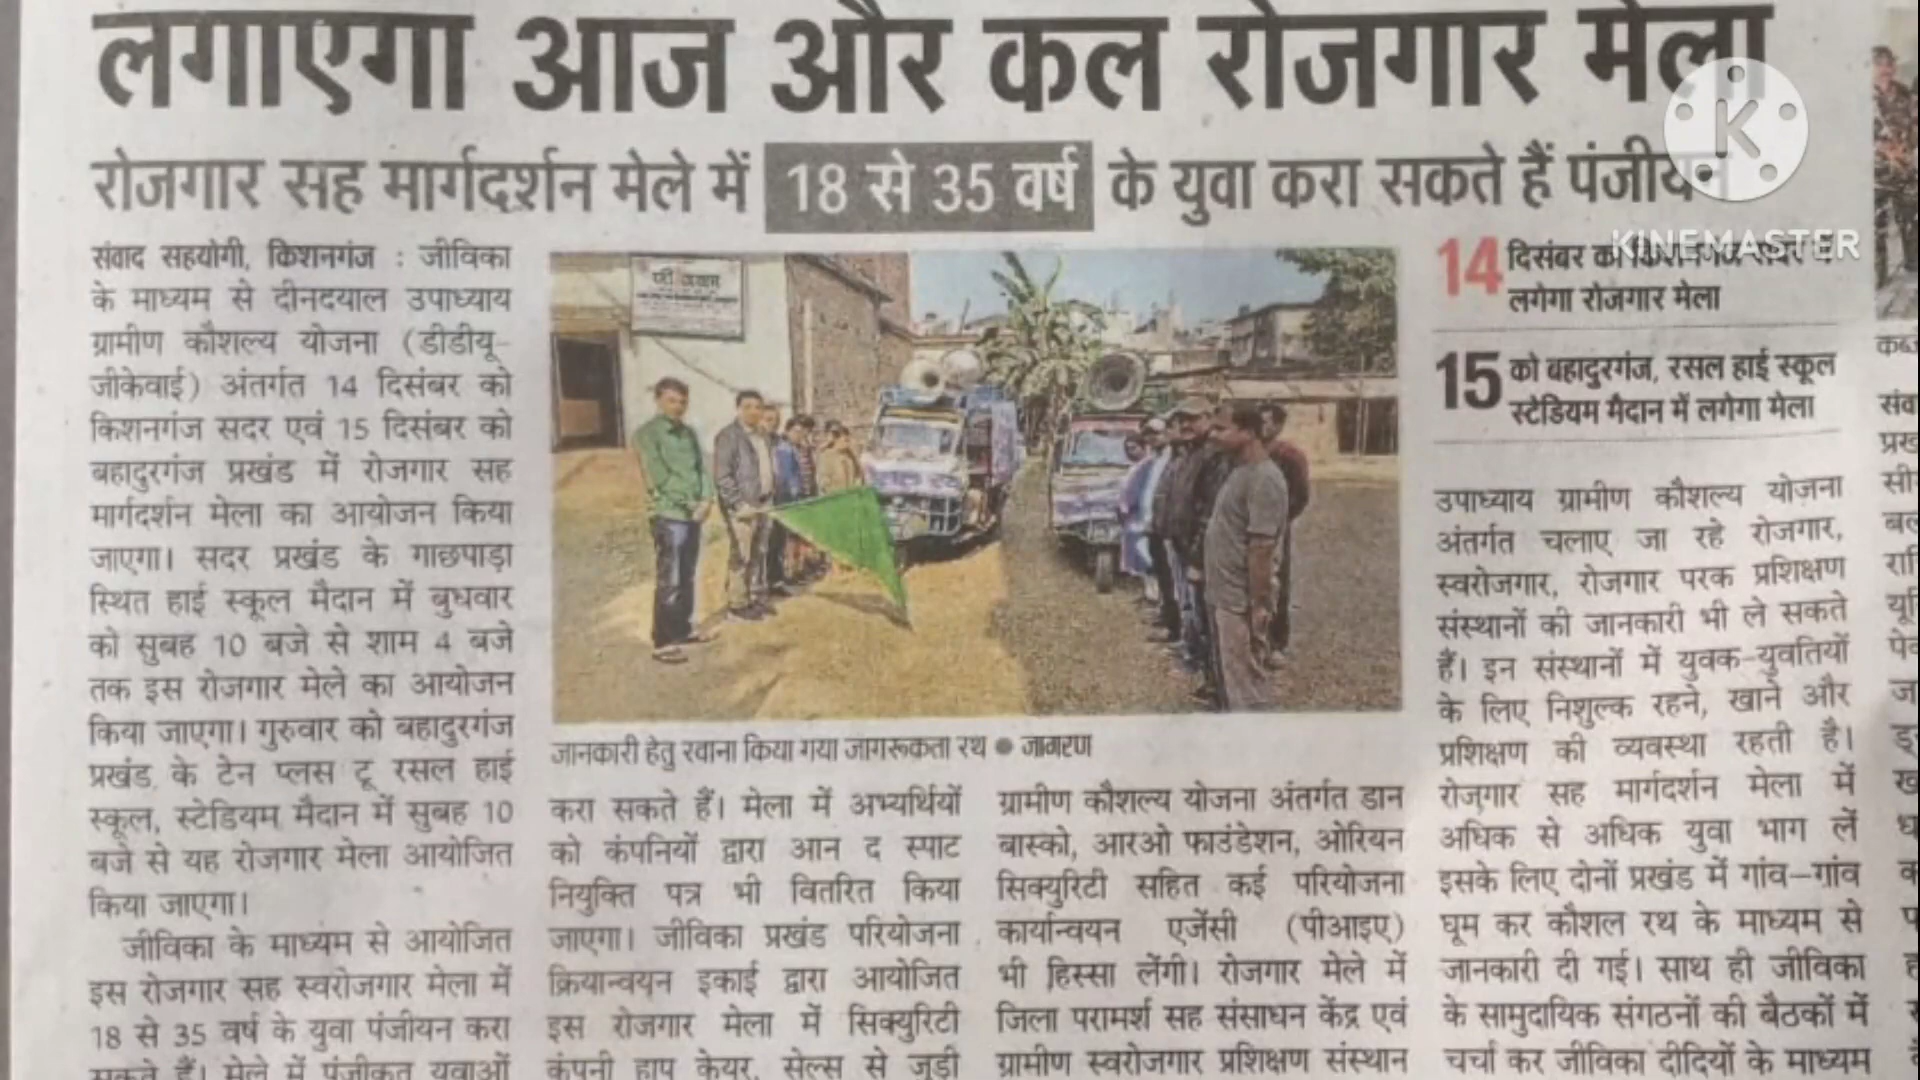 लगाएगा आज और कल रोजगार मेला
रोजगार सह मार्गदर्शन मेले में 18 से 35 वर्ष के युवा करा सकते हैं पंजीयन
KINEMASTER
संवाद सहयोगी, किशनगंज : जीविका
के माध्यम से दीनदयाल उपाध्याय
ग्रामीण कौशल्य योजना (डीडीयू-
जीकेवाई) अंतर्गत 14 दिसंबर को
किशनगंज सदर एवं 15 दिसंबर को
बहादुरगंज प्रखंड में रोजगार सह
मार्गदर्शन मेला का आयोजन किया
जाएगा। सदर प्रखंड के गाछपाड़ा
स्थित हाई स्कूल मैदान में बुधवार
को सुबह 10 बजे से शाम 4 बजे
तक इस रोजगार मेले का आयोजन
किया जाएगा। गुरुवार को बहादुरगंज
प्रखंड के टेन प्लस टू रसल हाई
स्कूल, स्टेडियम मैदान में सुबह 10
बजे से यह रोजगार मेला आयोजित
किया जाएगा।
जीविका के माध्यम से आयोजित
इस रोजगार सह स्वरोजगार मेला में
18 से 35 वर्ष के युवा पंजीयन करा
सकते हैं। मेले में पंजीकृत युवाओं
जानकारी हेतु रवाना किया गया जागरूकता रथ ● जागरण
करा सकते हैं। मेला में अभ्यर्थियों
को कंपनियों द्वारा आन द स्पाट
नियुक्ति पत्र भी वितरित किया
जाएगा। जीविका प्रखंड परियोजना
क्रियान्वयन इकाई द्वारा आयोजित
इस रोजगार मेला में सिक्युरिटी
कंपनी हाप केयर, सेल्स से जुड़ी
ग्रामीण कौशल्य योजना अंतर्गत डान
बास्को, आरओ फाउंडेशन, ओरियन
सिक्युरिटी सहित कई परियोजना
कार्यान्वयन एजेंसी (पीआइए)
भी हिस्सा लेंगी। रोजगार मेले में
जिला परामर्श सह संसाधन केंद्र एवं
ग्रामीण स्वरोजगार प्रशिक्षण संस्थान
14 दिसंबर को किशनगंज सदर में
लगेगा रोजगार मेला
15 को बहादुरगंज, रसल हाई स्कूल
स्टेडियम मैदान में लगेगा मेला
उपाध्याय ग्रामीण कौशल्य योजना
अंतर्गत चलाए जा रहे रोजगार,
स्वरोजगार, रोजगार परक प्रशिक्षण
संस्थानों की जानकारी भी ले सकते
हैं। इन संस्थानों में युवक-युवतियों
के लिए निशुल्क रहने, खाने और
प्रशिक्षण की व्यवस्था रहती है।
रोजगार सह मार्गदर्शन मेला में
अधिक से अधिक युवा भाग लें
इसके लिए दोनों प्रखंड में गांव-गांव
घूम कर कौशल रथ के माध्यम से
जानकारी दी गई। साथ ही जीविका
के सामुदायिक संगठनों की बैठकों में
चर्चा कर जीविका दीदियों के माध्यम